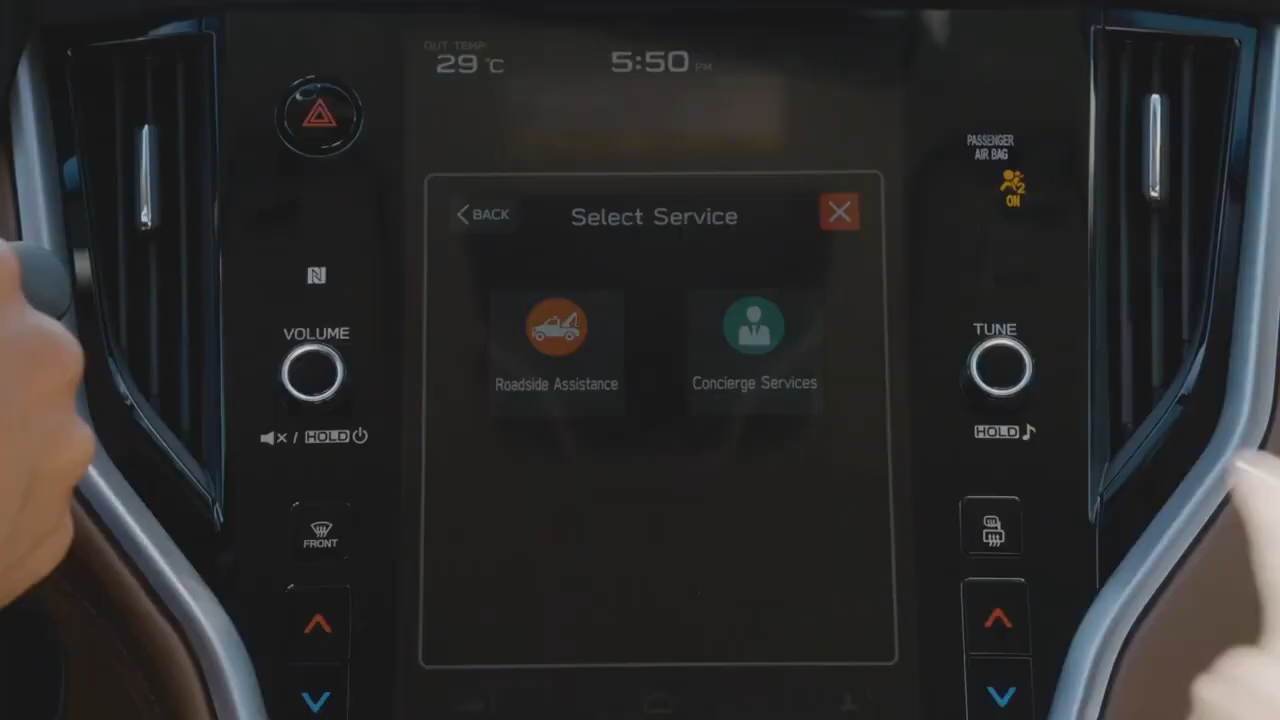 OUT TEMP
29 °C
5:50 PM
PASSENGER
AIR BAG
2
ON
BACK
Select Service
VOLUME
TUNE
Roadside Assistance
Concierge Services
/ HOLD
HOLD
FRONT